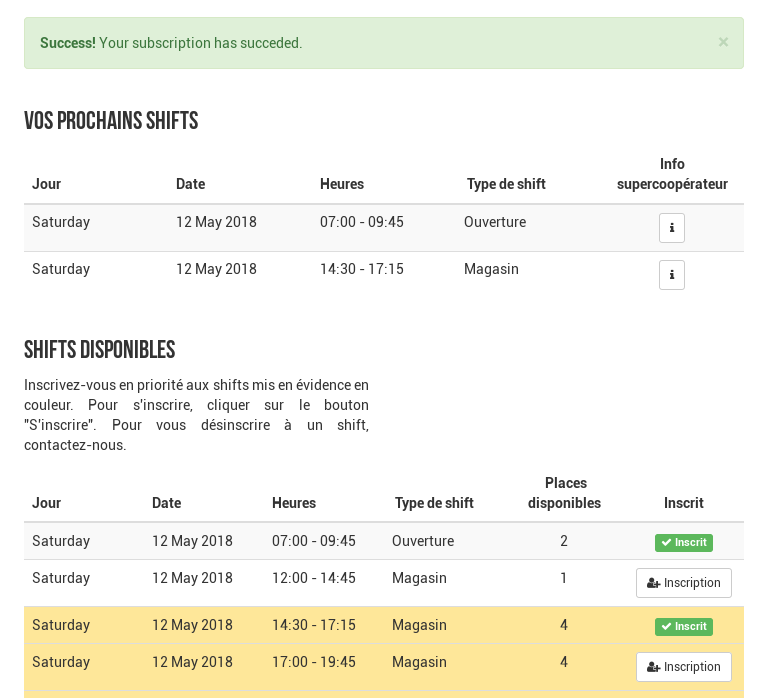 Success! Your subscription has succeded.
×
VOS PROCHAINS SHIFTS
Jour Date Heures Type de shift Info supercoopérateur
Saturday 12 May 2018 07:00 - 09:45 Ouverture
Saturday 12 May 2018 14:30 - 17:15 Magasin
SHIFTS DISPONIBLES
Inscrivez-vous en priorité aux shifts mis en évidence en
couleur. Pour s'inscrire, cliquer sur le bouton
"S'inscrire". Pour vous désinscrire à un shift,
contactez-nous.
Jour Date Heures Type de shift Places disponibles Inscrit
Saturday 12 May 2018 07:00 - 09:45 Ouverture 2 Inscrit
Saturday 12 May 2018 12:00 - 14:45 Magasin 1 Inscription
Saturday 12 May 2018 14:30 - 17:15 Magasin 4 Inscrit
Saturday 12 May 2018 17:00 - 19:45 Magasin 4 Inscription